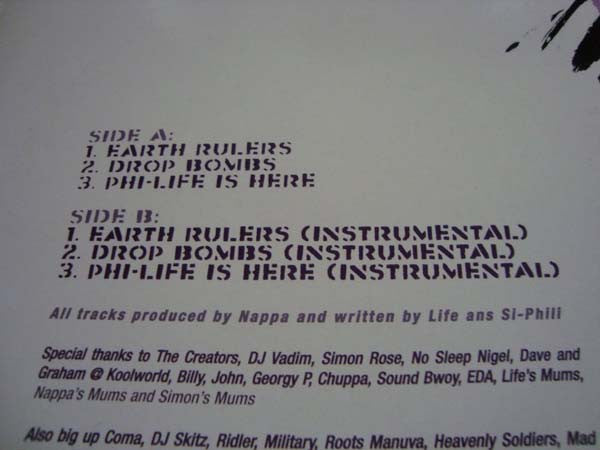 SIDE A:
1. EARTH RULERS
2. DROP BOMBS
3. PHI-LIFE IS HERE
SIDE B:
1. EARTH RULERS (INSTRUMENTAL)
2. DROP BOMBS (INSTRUMENTAL)
3. PHI-LIFE IS HERE (INSTRUMENTAL)
All tracks produced by Nappa and written by Life ans Si-Phili
Special thanks to The Creators, DJ Vadim, Simon Rose, No Sleep Nigel, Dave and
Graham @ Koolworld, Billy, John, Georgy P, Chuppa, Sound Bwoy, EDA, Life's Mums,
Nappa's Mums and Simon's Mums
Also big up Coma, DJ Skitz, Ridler, Military, Roots Manuva, Heavenly Soldiers, Mad